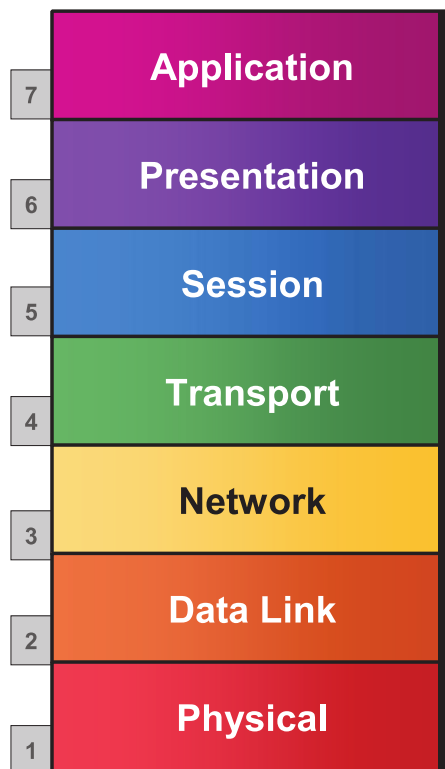 Application
7
Presentation
6
Session
5
Transport
4
Network
3
Data Link
2
Physical
1